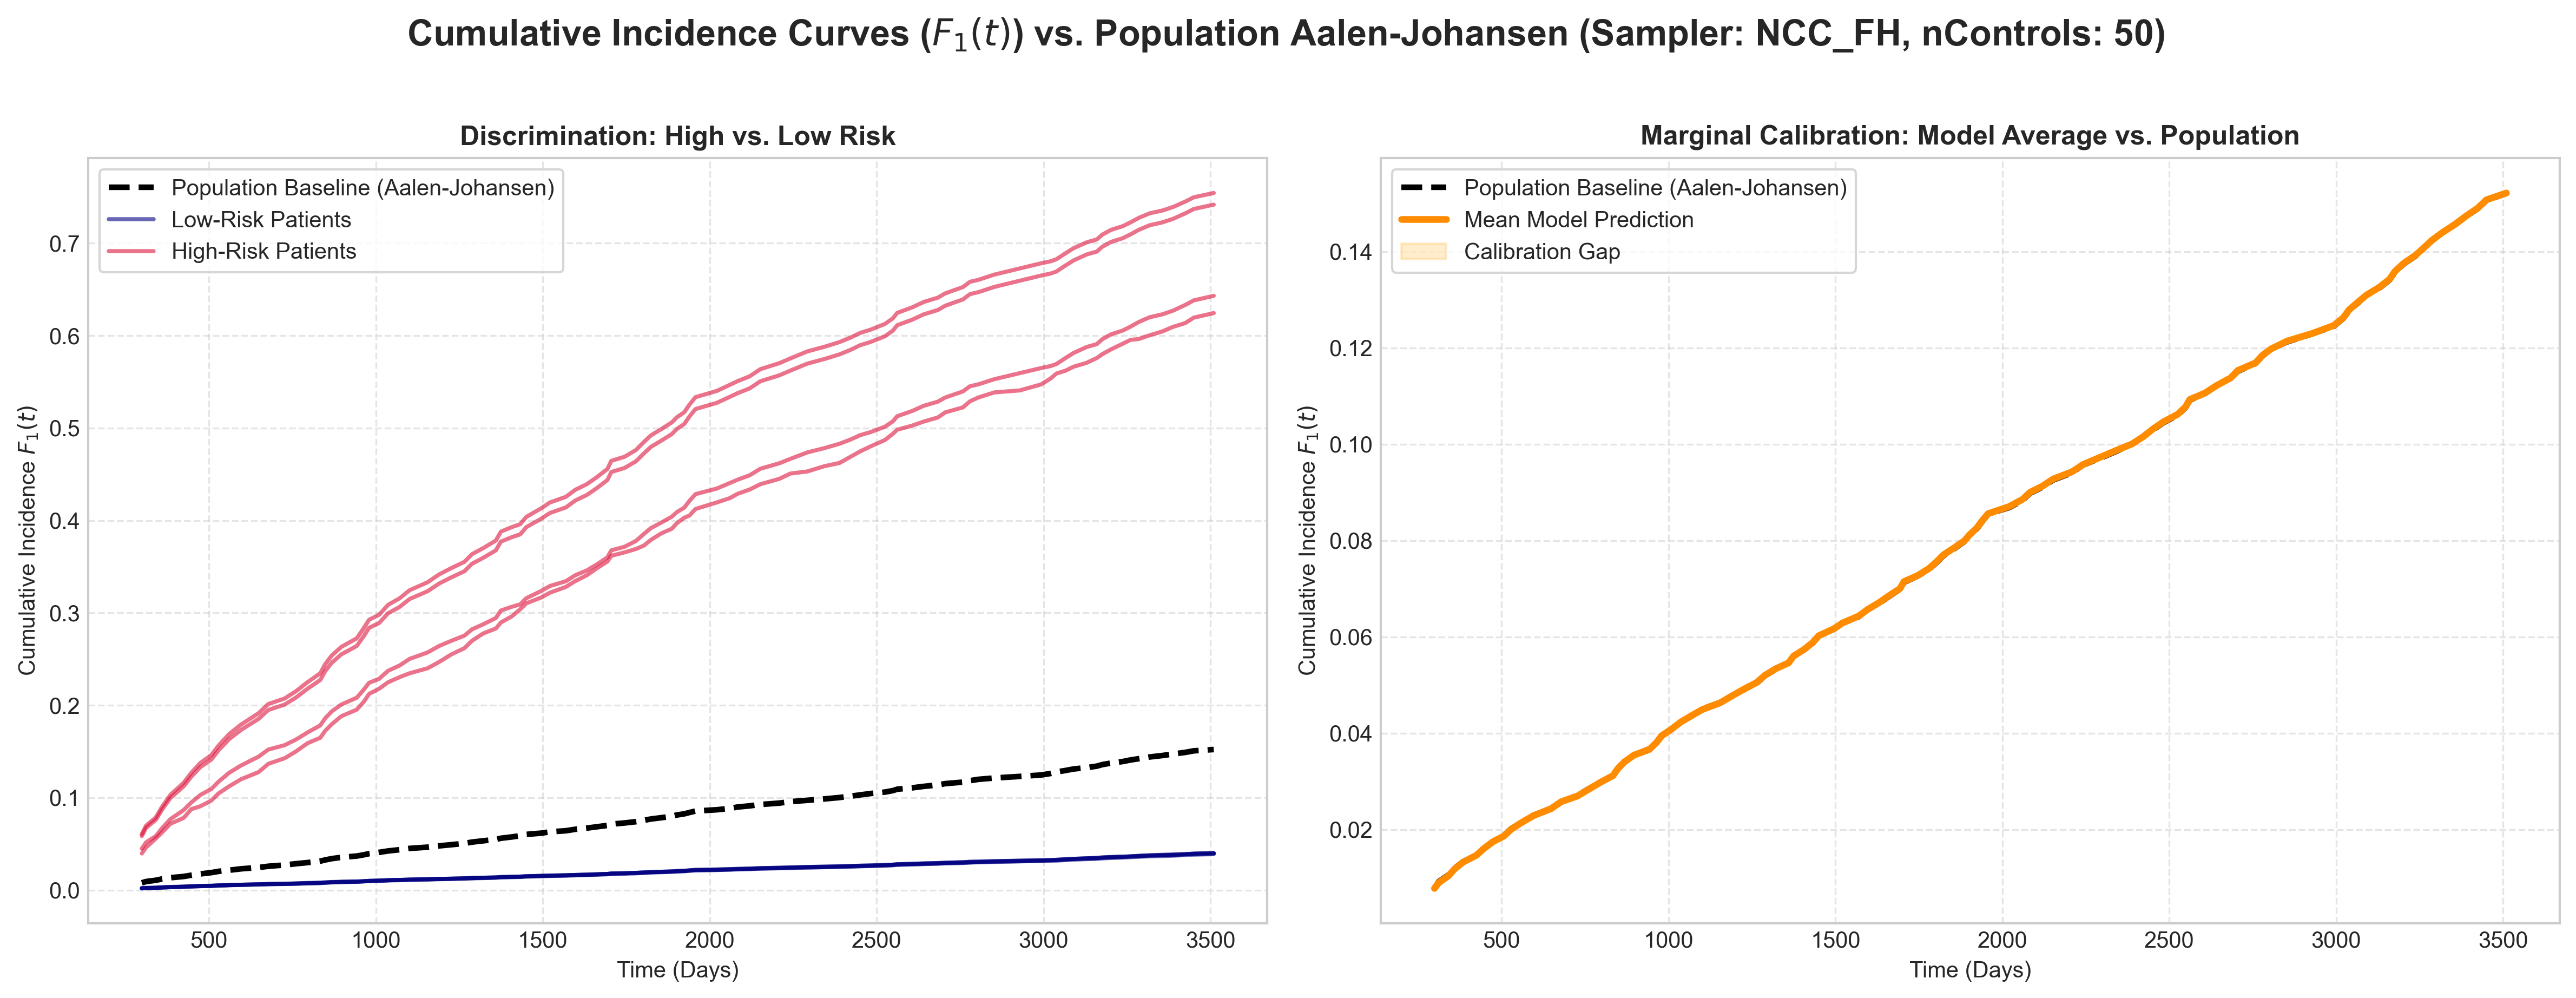 Cumulative Incidence Curves (F₁(t)) vs. Population Aalen-Johansen (Sampler: NCC_FH, nControls: 50)
Discrimination: High vs. Low Risk
Population Baseline (Aalen-Johansen)
Low-Risk Patients
High-Risk Patients
Cumulative Incidence F₁(t)
0.7
0.6
0.5
0.4
0.3
0.2
0.1
0.0
500 1000 1500 2000 2500 3000 3500
Time (Days)
Marginal Calibration: Model Average vs. Population
Population Baseline (Aalen-Johansen)
Mean Model Prediction
Calibration Gap
Cumulative Incidence F₁(t)
0.14
0.12
0.10
0.08
0.06
0.04
0.02
500 1000 1500 2000 2500 3000 3500
Time (Days)